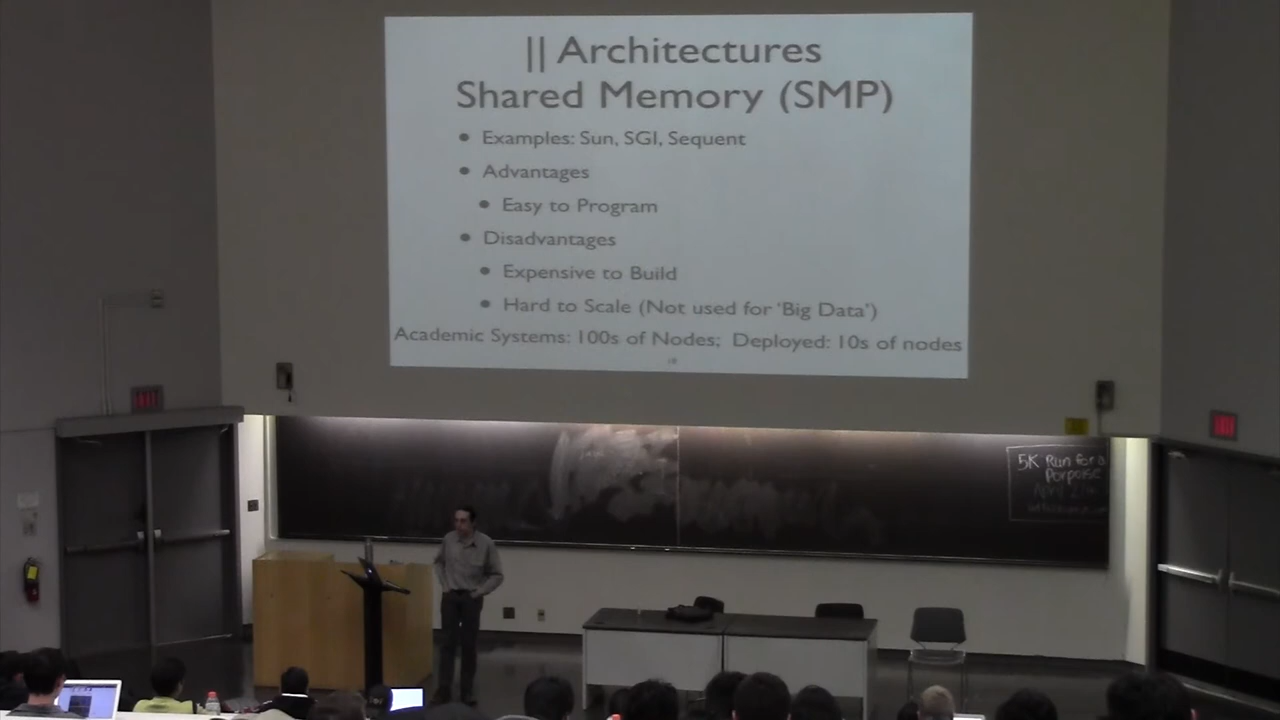 || Architectures
Shared Memory (SMP)
• Examples: Sun, SGI, Sequent
• Advantages
• Easy to Program
• Disadvantages
• Expensive to Build
• Hard to Scale (Not used for ‘Big Data’)
Academic Systems: 100s of Nodes; Deployed: 10s of nodes
5K Run for a
Porpoise